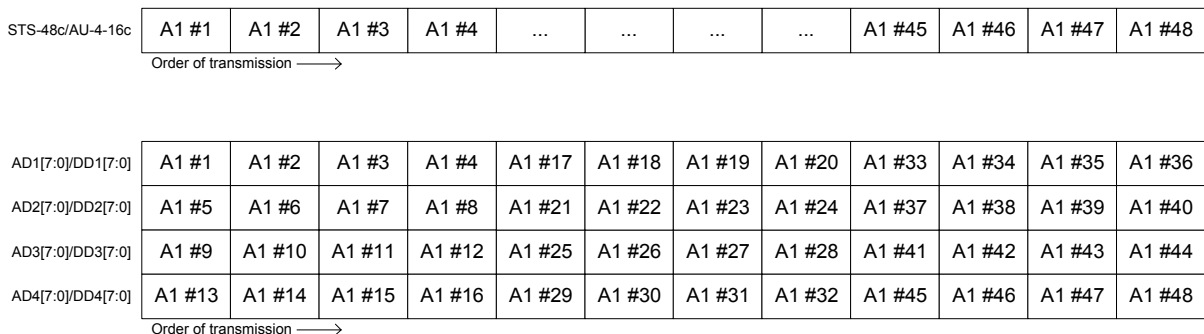 STS-48c/AU-4-16c A1 #1 A1 #2 A1 #3 A1 #4 ... ... ... ... A1 #45 A1 #46 A1 #47 A1 #48
Order of transmission
AD1[7:0]/DD1[7:0] A1 #1 A1 #2 A1 #3 A1 #4 A1 #17 A1 #18 A1 #19 A1 #20 A1 #33 A1 #34 A1 #35 A1 #36
AD2[7:0]/DD2[7:0] A1 #5 A1 #6 A1 #7 A1 #8 A1 #21 A1 #22 A1 #23 A1 #24 A1 #37 A1 #38 A1 #39 A1 #40
AD3[7:0]/DD3[7:0] A1 #9 A1 #10 A1 #11 A1 #12 A1 #25 A1 #26 A1 #27 A1 #28 A1 #41 A1 #42 A1 #43 A1 #44
AD4[7:0]/DD4[7:0] A1 #13 A1 #14 A1 #15 A1 #16 A1 #29 A1 #30 A1 #31 A1 #32 A1 #45 A1 #46 A1 #47 A1 #48
Order of transmission